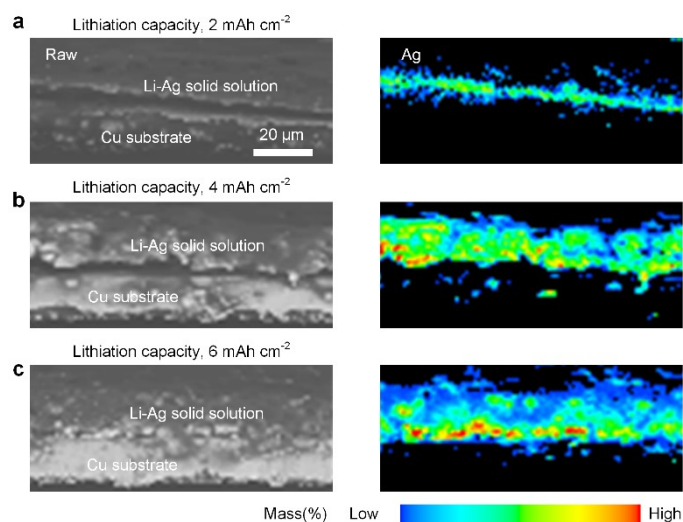 a
Lithiation capacity, 2 mAh cm⁻²
Raw
Li-Ag solid solution
Cu substrate
20 μm
Ag
b
Lithiation capacity, 4 mAh cm⁻²
Li-Ag solid solution
Cu substrate
c
Lithiation capacity, 6 mAh cm⁻²
Li-Ag solid solution
Cu substrate
Mass(%) Low High